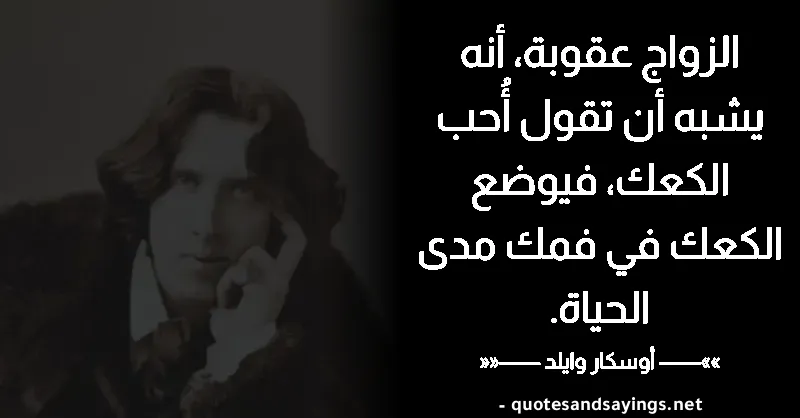 الزواج عقوبة، أنه
يشبه أن تقول أُحب
الكعك، فيوضع
الكعك في فمك مدى
الحياة.
»»―― أوسكار وايلد ――««
- quotesandsayings.net